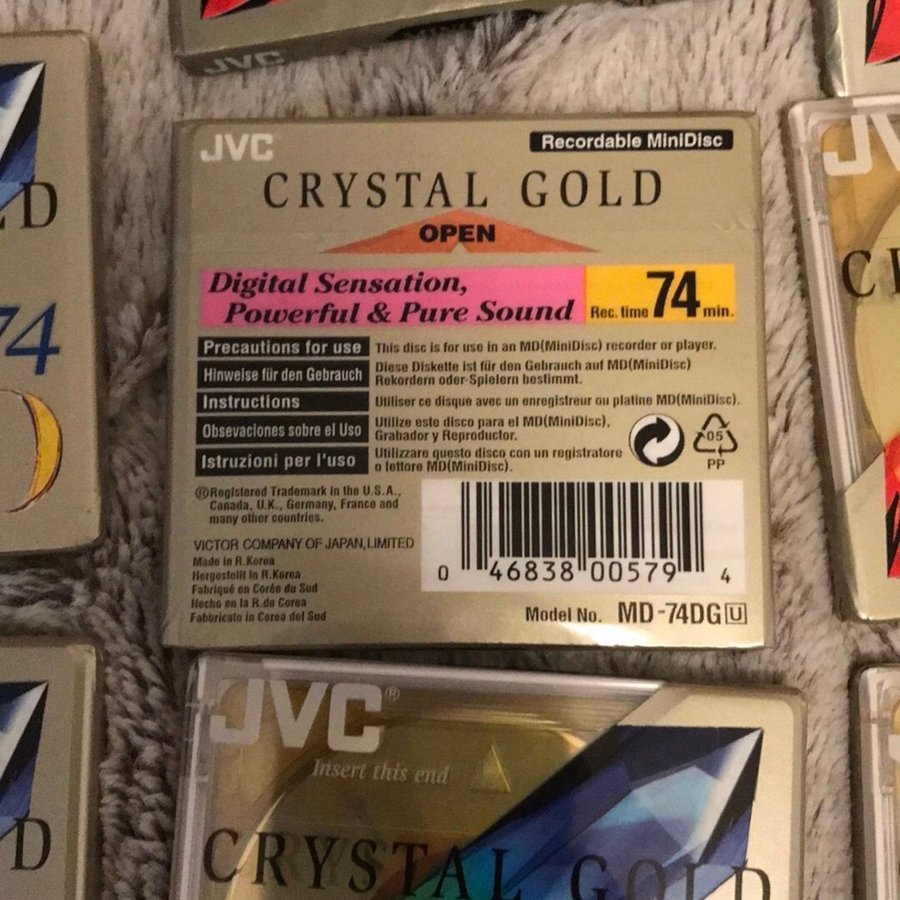 JVC
JVC
Recordable MiniDisc
CRYSTAL GOLD
OPEN
Digital Sensation,
Powerful & Pure Sound
Rec. time 74 min.
Precautions for use
This disc is for use in an MD(MiniDisc) recorder or player.
Hinweise für den Gebrauch
Diese Diskette ist für den Gebrauch auf MD(MiniDisc)
Rekordern oder-Spielern bestimmt.
Instructions
Utiliser ce disque avec un enregistreur ou platine MD(MiniDisc).
Obsevaciones sobre el Uso
Utilize esto disco para el MD(MiniDisc),
Grabador y Reproductor.
Istruzioni per l'uso
Utilizzare questo disco con un registratore
o lettore MD(MiniDisc).
05
PP
®Registered Trademark in the U.S.A.,
Canada, U.K., Germany, France and
many other countries.
VICTOR COMPANY OF JAPAN, LIMITED
Made in R.Korea
Hergestellt in R.Korea
Fabriqué en Corée du Sud
Hecho en la R.de Corea
Fabbricato in Corea del Sud
0 46838 00579 4
Model No. MD-74DG U
74
D
D
JV
C
JVC®
Insert this end
CRYSTAL GOLD